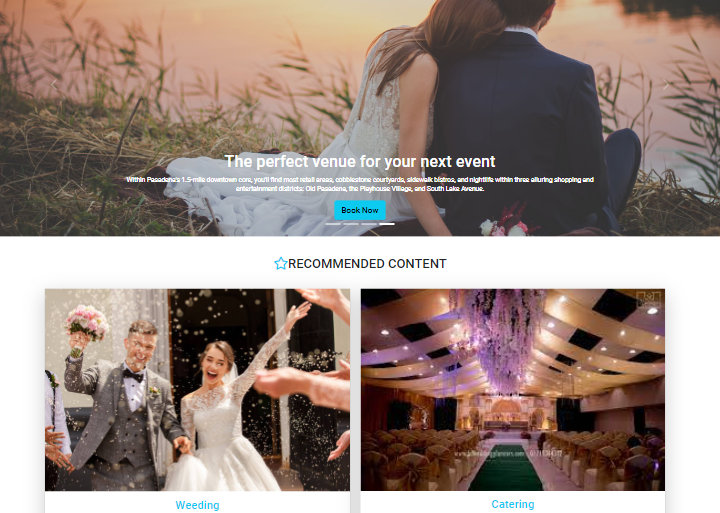 The perfect venue for your next event
Within Pasadena's 1.5-mile downtown core, you'll find most retail areas, cobblestone courtyards, sidewalk bistros, and nightlife within three alluring shopping and
entertainment districts: Old Pasadena, the Playhouse Village, and South Lake Avenue.
Book Now
RECOMMENDED CONTENT
Weeding
Catering